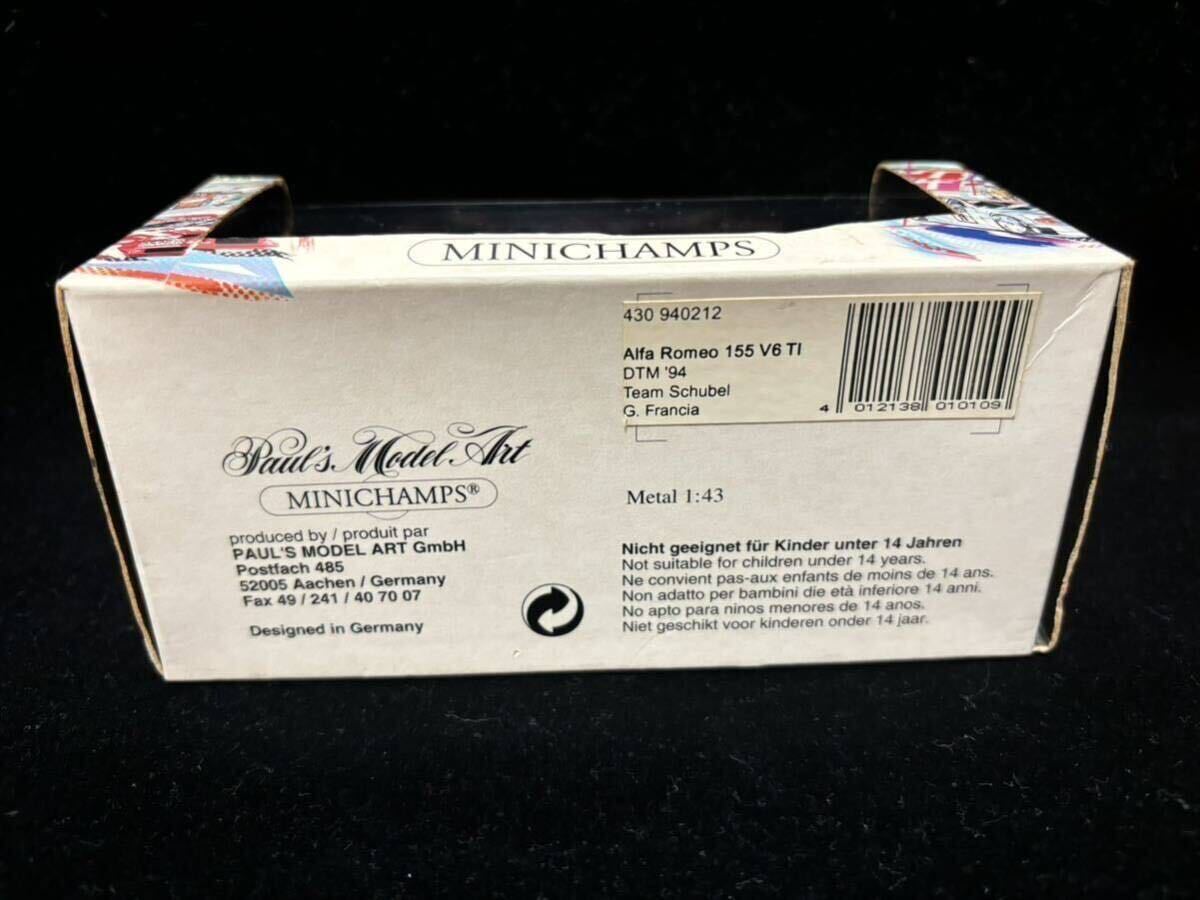 MINICHAMPS
430 940212
Alfa Romeo 155 V6 TI
DTM '94
Team Schubel
G. Francia
4 012138 010109
Paul's Model Art
MINICHAMPS®
produced by / produit par
PAUL'S MODEL ART GmbH
Postfach 485
52005 Aachen / Germany
Fax 49 / 241 / 40 70 07
Designed in Germany
Metal 1:43
Nicht geeignet für Kinder unter 14 Jahren
Not suitable for children under 14 years.
Ne convient pas-aux enfants de moins de 14 ans.
Non adatto per bambini die età inferiore 14 anni.
No apto para ninos menores de 14 anos.
Niet geschikt voor kinderen onder 14 jaar.